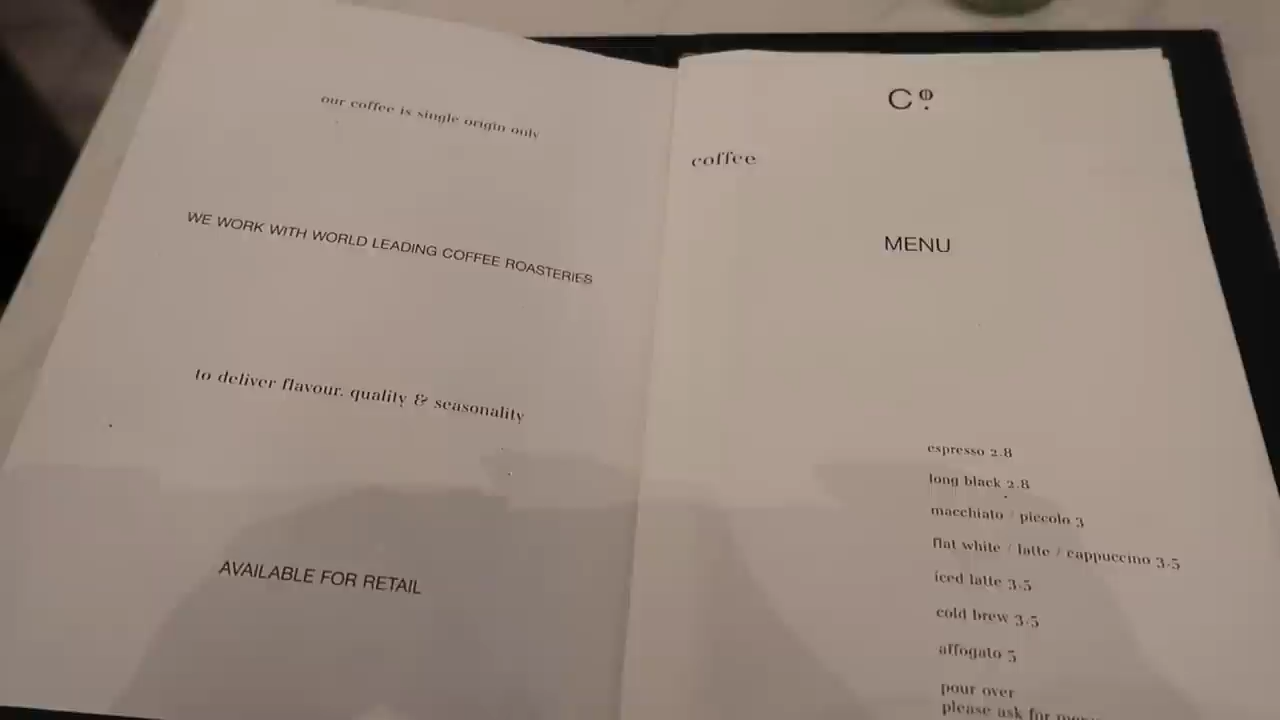 our coffee is single origin only
WE WORK WITH WORLD LEADING COFFEE ROASTERIES
to deliver flavour, quality & seasonality
AVAILABLE FOR RETAIL
Cº
coffee
MENU
espresso 2.8
long black 2.8
macchiato / piccolo 3
flat white / latte / cappuccino 3.5
iced latte 3.5
cold brew 3.5
affogato 5
pour over
please ask for